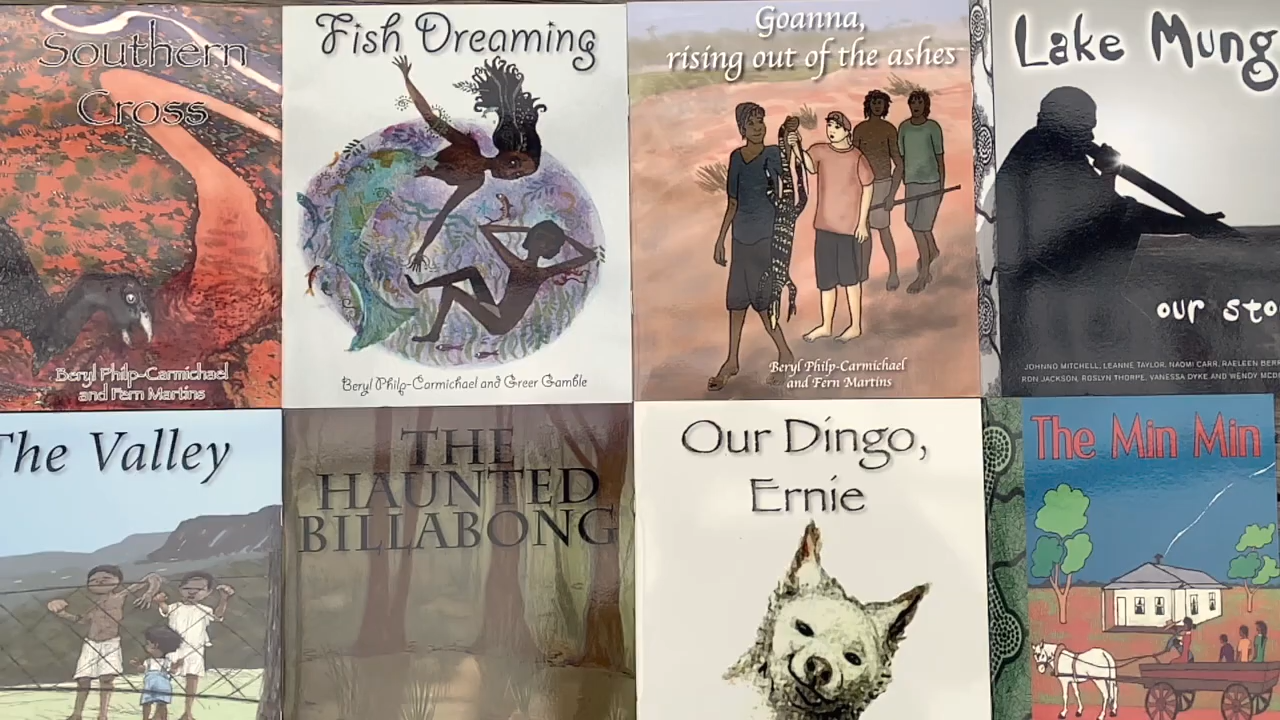 Southern
Cross
Beryl Philp-Carmichael
and Fern Martins
Fish Dreaming
Beryl Philp-Carmichael and Greer Gamble
Goanna,
rising out of the ashes
Beryl Philp-Carmichael
and Fern Martins
Lake Mung
our sto
JOHNNO MITCHELL, LEANNE TAYLOR, NAOMI CARR, RAELEEN BERR
RON JACKSON, ROSLYN THORPE, VANESSA DYKE AND WENDY MCD
The Valley
THE
HAUNTED
BILLABONG
Our Dingo,
Ernie
The Min Min